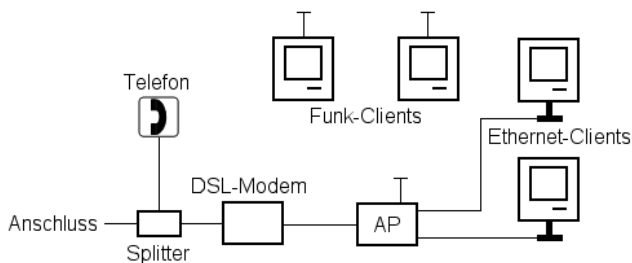 Telefon
Funk-Clients
Ethernet-Clients
DSL-Modem
Anschluss
AP
Splitter